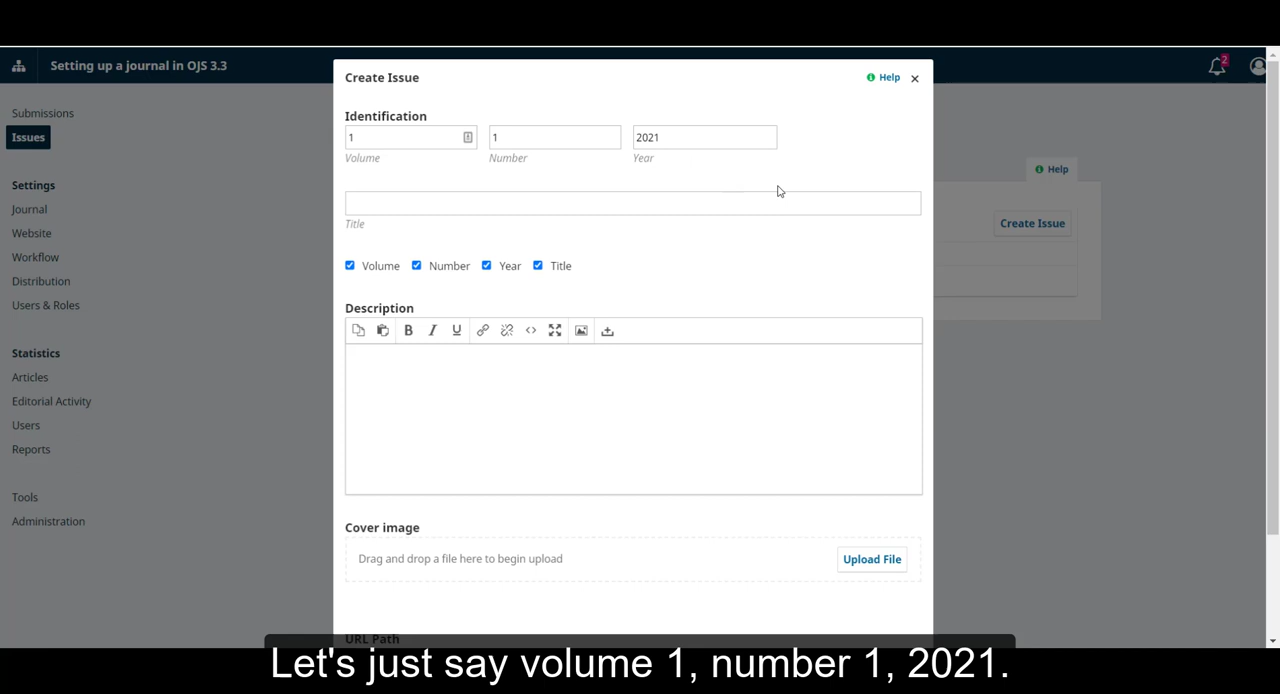 Setting up a journal in OJS 3.3
2
Create Issue
Help
Submissions
Issues
Identification
1
1
2021
Volume
Number
Year
Help
Settings
Journal
Title
Create Issue
Website
Workflow
Volume
Number
Year
Title
Distribution
Users & Roles
Description
Statistics
Articles
Editorial Activity
Users
Reports
Tools
Administration
Cover image
Drag and drop a file here to begin upload
Upload File
URL Path
Let's just say volume 1, number 1, 2021.